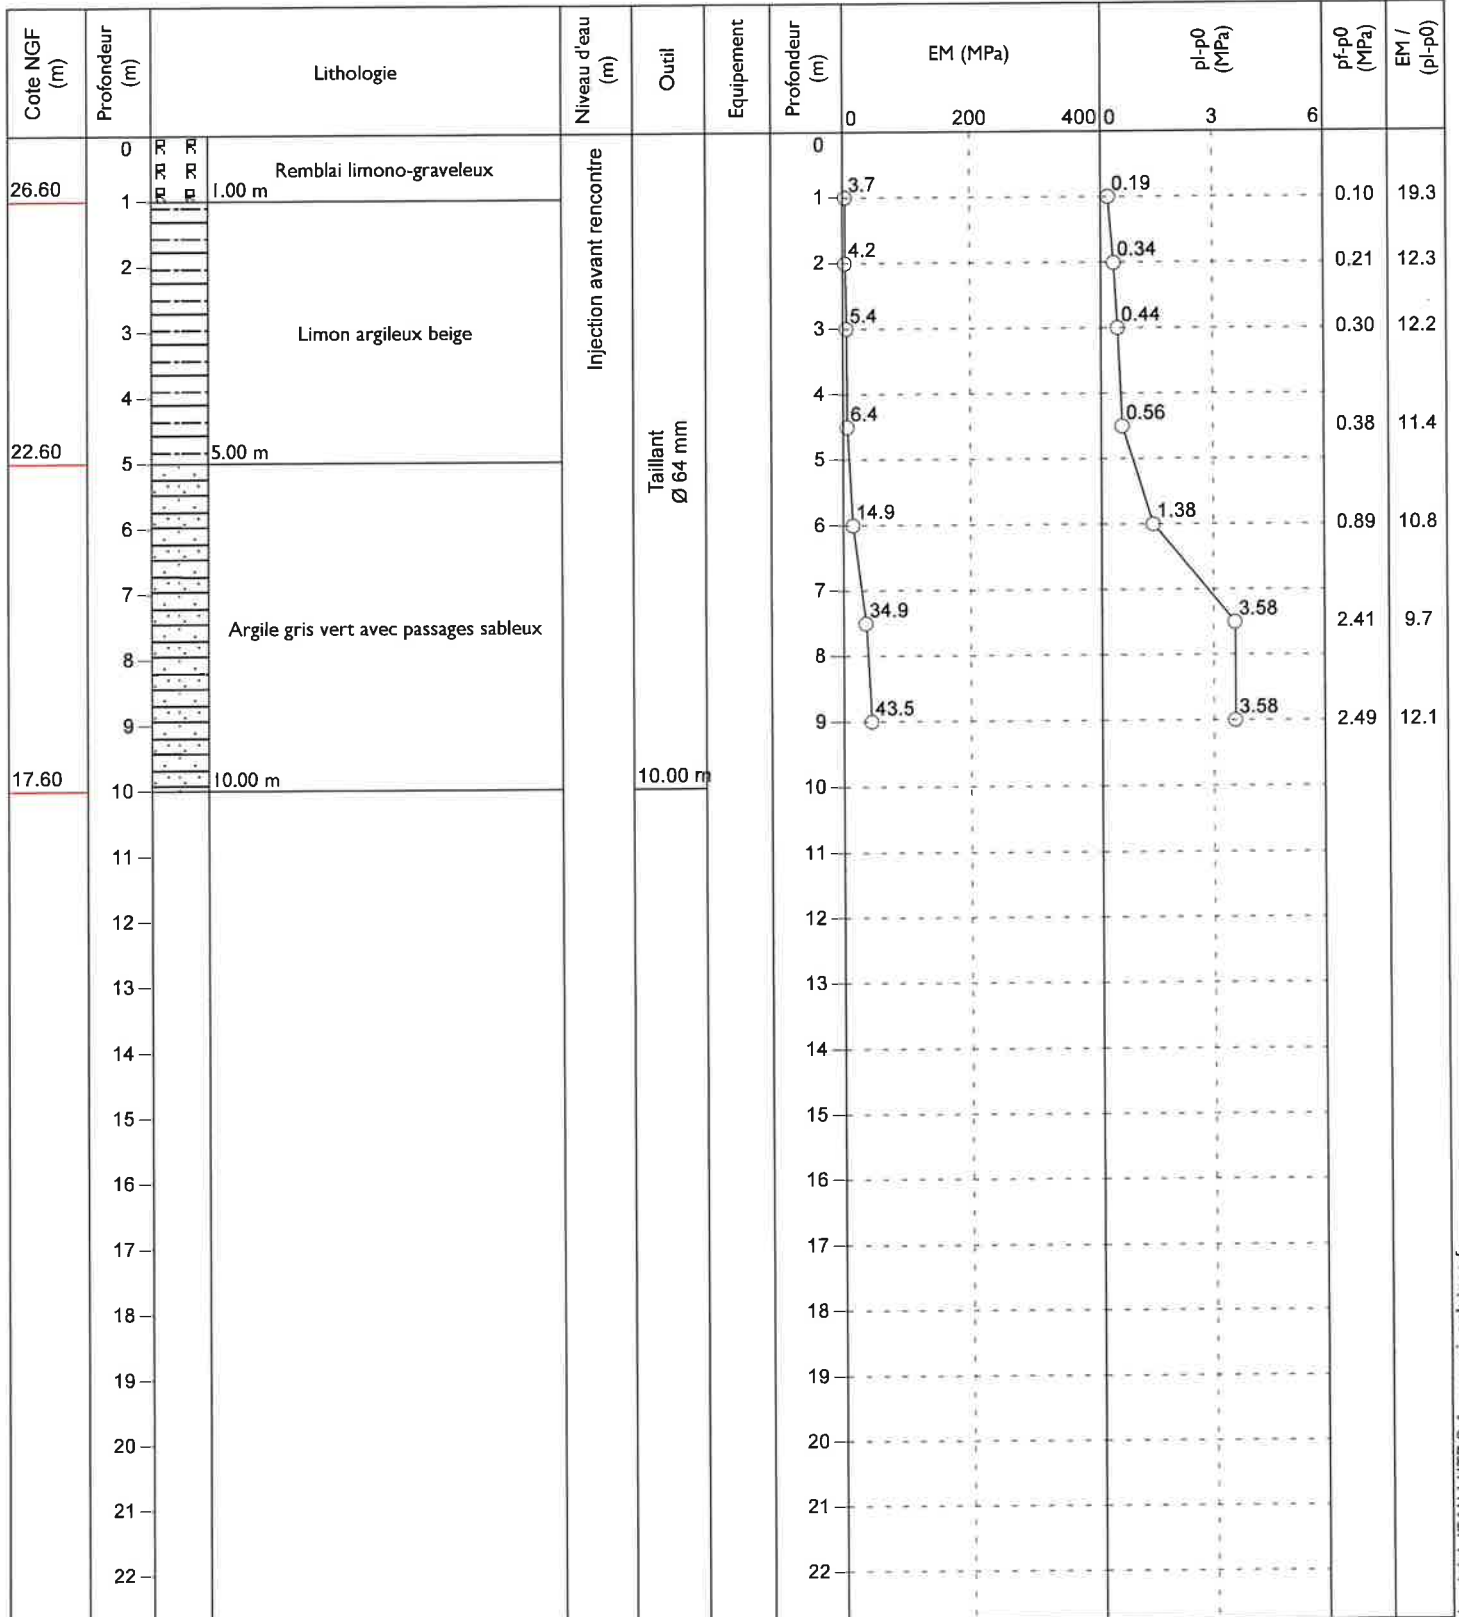 Cote NGF (m)
Profondeur (m)
Lithologie
Niveau d'eau (m)
Outil
Equipement
Profondeur (m)
EM (MPa)
pl-p0 (MPa)
pf-p0 (MPa)
EM / (pl-p0)
0 200 400 0 3 6
0 R R 0
R R Remblai limono-graveleux
26.60 R R 1.00 m 3.7 0.19 0.10 19.3
1 1
4.2 0.34 0.21 12.3
2 2
5.4 0.44 0.30 12.2
3 Limon argileux beige 3
Injection avant rencontre
4 4
6.4 0.56 0.38 11.4
22.60 5.00 m
5 5
Taillant
Ø 64 mm
14.9 1.38 0.89 10.8
6 6
7 7
34.9 3.58 2.41 9.7
Argile gris vert avec passages sableux
8 8
43.5 3.58 2.49 12.1
9 9
17.60 10.00 m 10.00 m
10 10
11 11
12 12
13 13
14 14
15 15
16 16
17 17
18 18
19 19
20 20
21 21
22 22